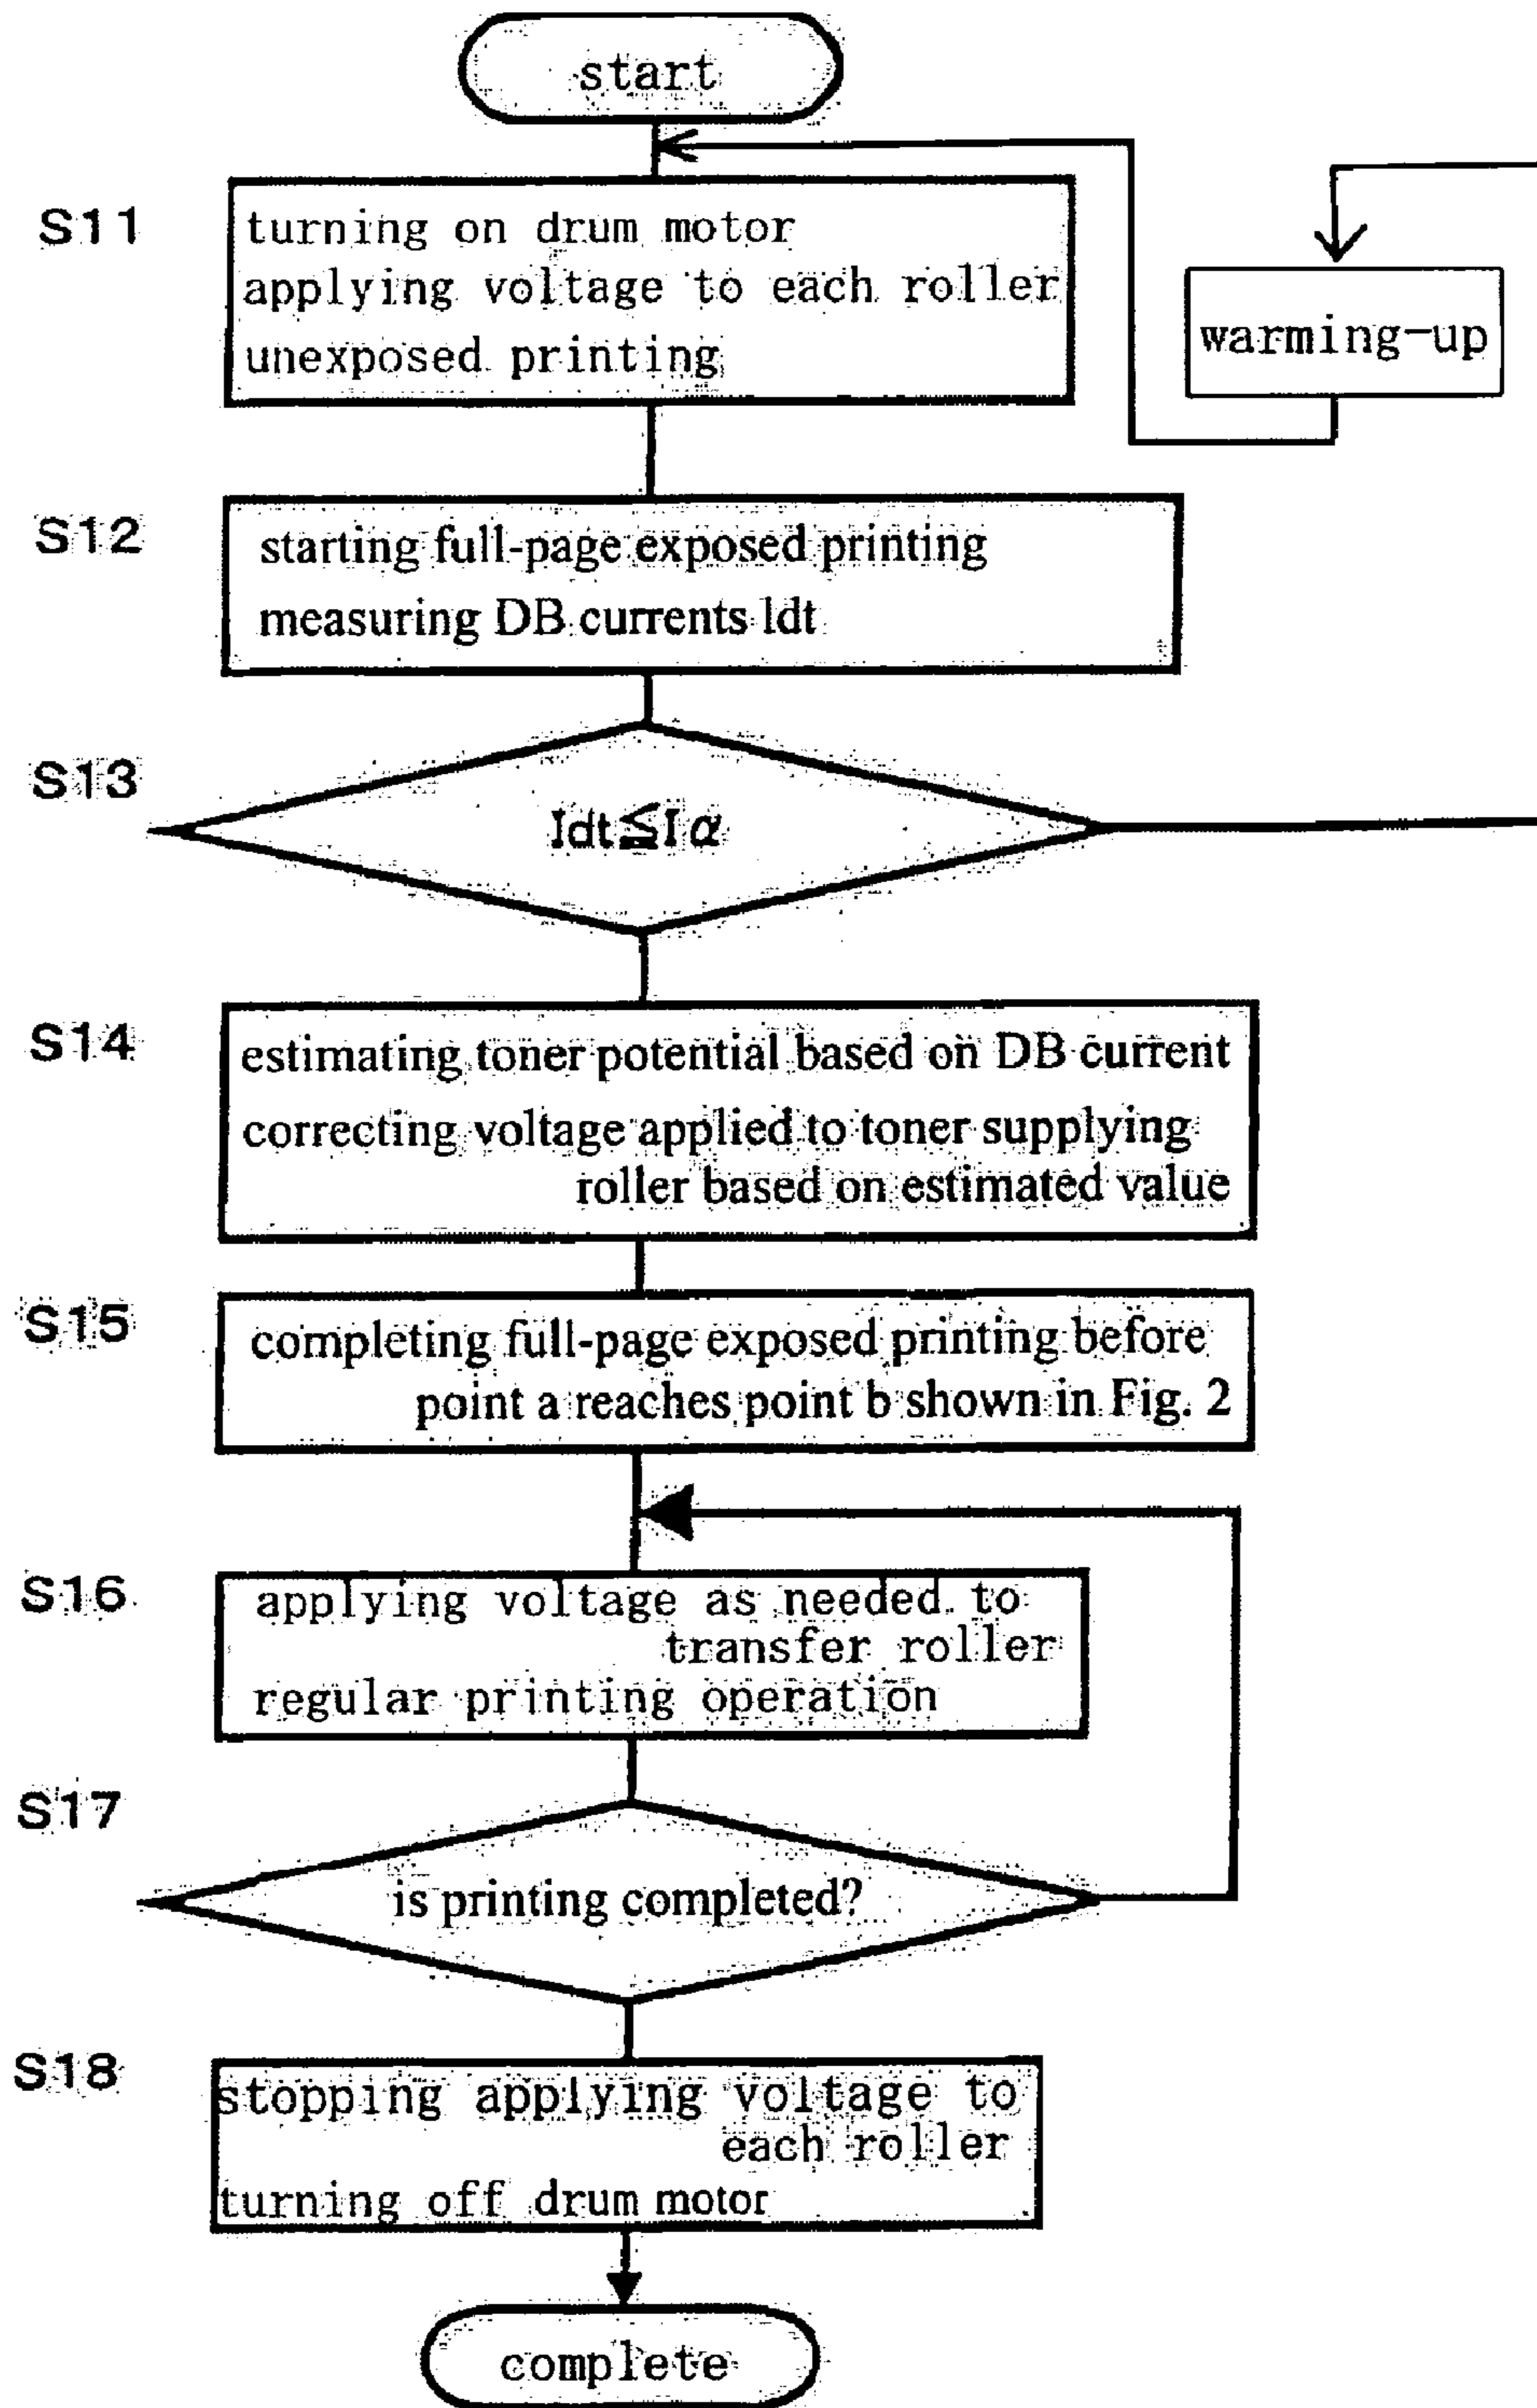 start
S11
turning on drum motor
applying voltage to each roller
unexposed printing
warming-up
S12
starting full-page exposed printing
measuring DB currents Idt
S13
Idt≦Iα
S14
estimating toner potential based on DB current
correcting voltage applied to toner supplying
roller based on estimated value
S15
completing full-page exposed printing before
point a reaches point b shown in Fig. 2
S16
applying voltage as needed to
transfer roller
regular printing operation
S17
is printing completed?
S18
stopping applying voltage to
each roller
turning off drum motor
complete